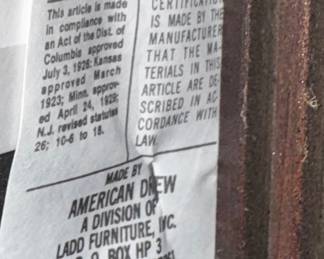 This article is made
in compliance with
an Act of the Dist. of
Columbia approved
July 3, 1926; Kansas
approved March
1923; Minn. approv-
ed April 24, 1929;
N.J. revised statutes
26; 10-6 to 18.
CERTIFICATION
IS MADE BY THE
MANUFACTURER
THAT THE MA-
TERIALS IN THIS
ARTICLE ARE DE-
SCRIBED IN AC-
CORDANCE WITH
LAW.
MADE BY
AMERICAN DREW
A DIVISION OF
LADD FURNITURE, INC.
P. O. BOX HP 3